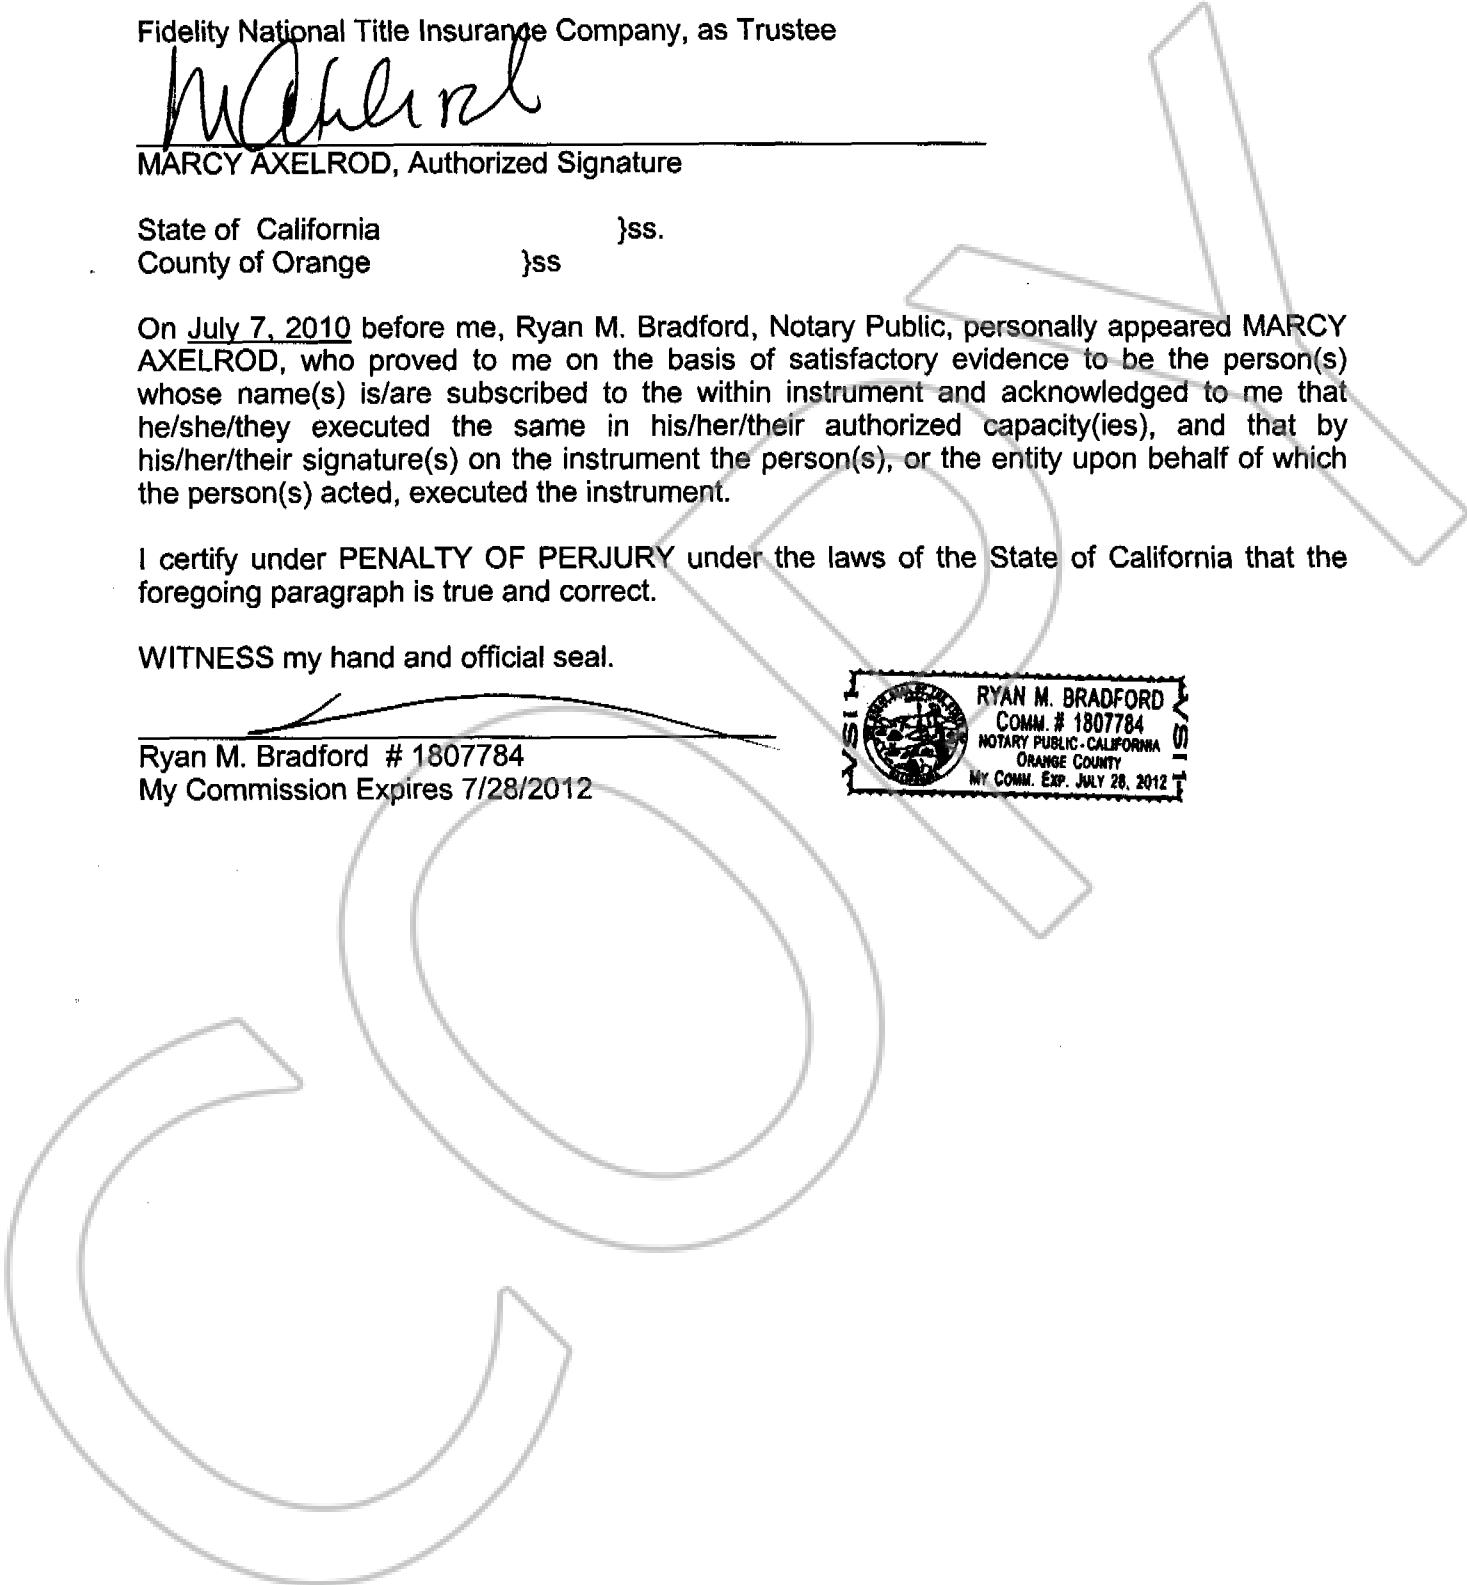 Fidelity National Title Insurance Company, as Trustee
MARCY AXELROD, Authorized Signature
State of California }ss.
County of Orange }ss
On July 7, 2010 before me, Ryan M. Bradford, Notary Public, personally appeared MARCY
AXELROD, who proved to me on the basis of satisfactory evidence to be the person(s)
whose name(s) is/are subscribed to the within instrument and acknowledged to me that
he/she/they executed the same in his/her/their authorized capacity(ies), and that by
his/her/their signature(s) on the instrument the person(s), or the entity upon behalf of which
the person(s) acted, executed the instrument.
I certify under PENALTY OF PERJURY under the laws of the State of California that the
foregoing paragraph is true and correct.
WITNESS my hand and official seal.
Ryan M. Bradford # 1807784
My Commission Expires 7/28/2012
RYAN M. BRADFORD
COMM. # 1807784
NOTARY PUBLIC - CALIFORNIA
ORANGE COUNTY
MY COMM. EXP. JULY 28, 2012
COPY